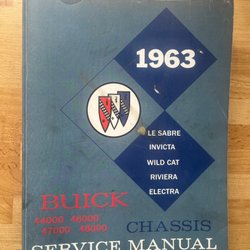 1963
LE SABRE
INVICTA
WILD CAT
RIVIERA
ELECTRA
BUICK
44000 46000
47000 48000
CHASSIS
SERVICE MANUAL